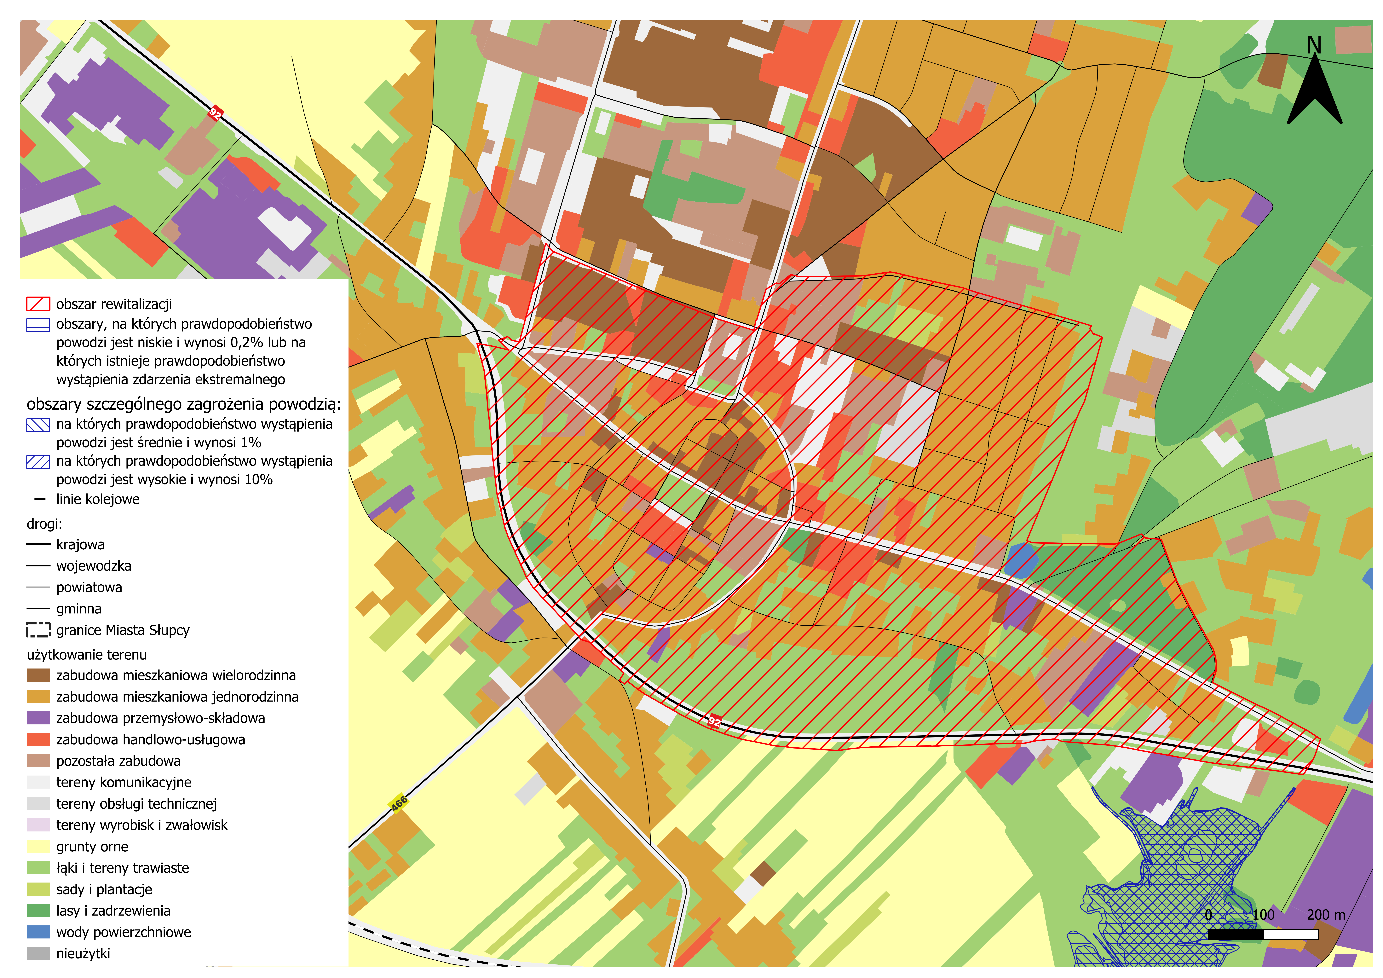 92
N
obszar rewitalizacji
obszary, na których prawdopodobieństwo
powodzi jest niskie i wynosi 0,2% lub na
których istnieje prawdopodobieństwo
wystąpienia zdarzenia ekstremalnego
obszary szczególnego zagrożenia powodzią:
na których prawdopodobieństwo wystąpienia
powodzi jest średnie i wynosi 1%
na których prawdopodobieństwo wystąpienia
powodzi jest wysokie i wynosi 10%
linie kolejowe
drogi:
krajowa
wojewodzka
powiatowa
gminna
granice Miasta Słupcy
użytkowanie terenu
zabudowa mieszkaniowa wielorodzinna
zabudowa mieszkaniowa jednorodzinna
zabudowa przemysłowo-składowa
zabudowa handlowo-usługowa
pozostała zabudowa
tereny komunikacyjne
tereny obsługi technicznej
tereny wyrobisk i zwałowisk
grunty orne
łąki i tereny trawiaste
sady i plantacje
lasy i zadrzewienia
wody powierzchniowe
nieużytki
92
466
0 100 200 m